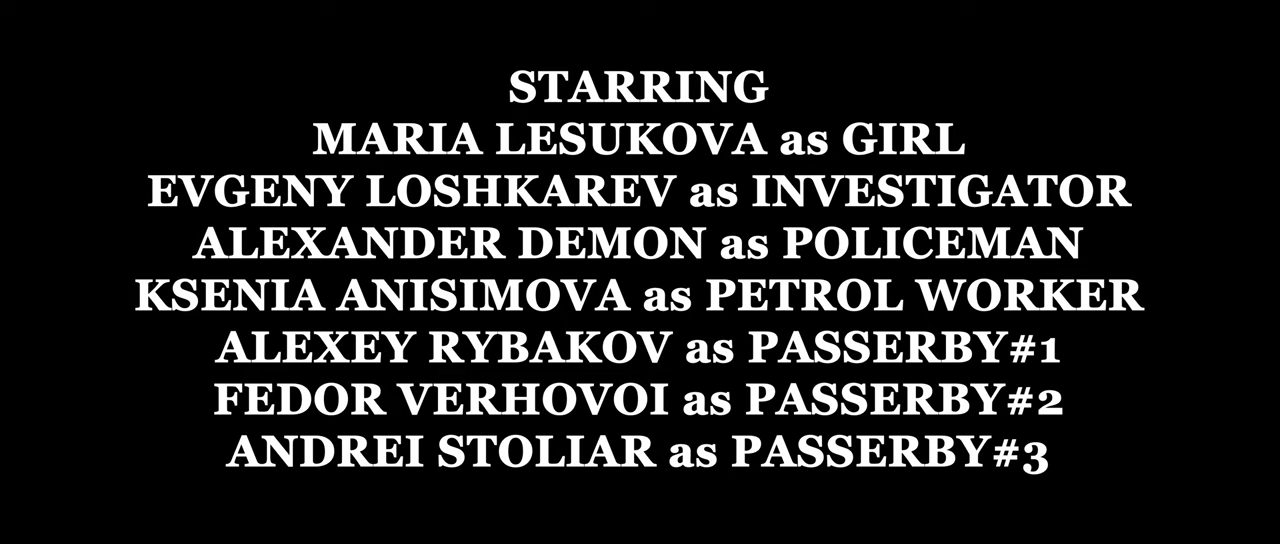 STARRING
MARIA LESUKOVA as GIRL
EVGENY LOSHKAREV as INVESTIGATOR
ALEXANDER DEMON as POLICEMAN
KSENIA ANISIMOVA as PETROL WORKER
ALEXEY RYBAKOV as PASSERBY#1
FEDOR VERHOVOI as PASSERBY#2
ANDREI STOLIAR as PASSERBY#3